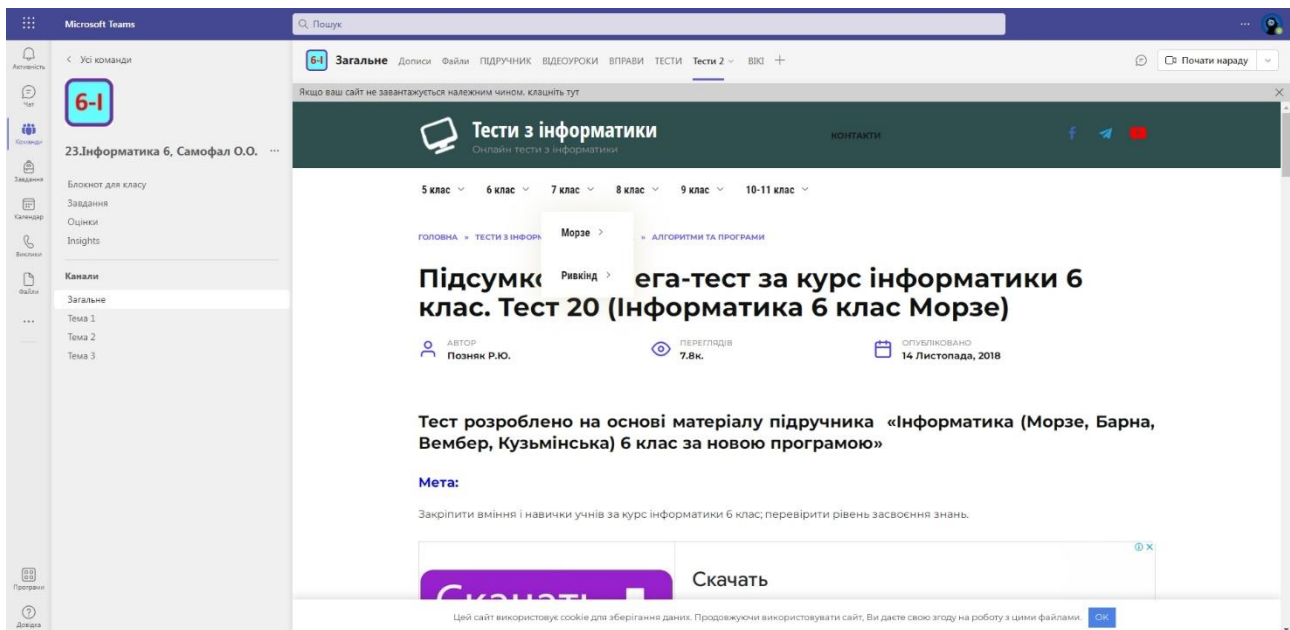 Microsoft Teams
Пошук
Активність
Чат
Команди
Завдання
Календар
Виклики
Файли
Програми
Довідка
Усі команди
6-I
23.Інформатика 6, Самофал О.О. ...
Блокнот для класу
Завдання
Оцінки
Insights
Канали
Загальне
Тема 1
Тема 2
Тема 3
6-I Загальне Дописи Файли ПІДРУЧНИК ВІДЕОУРОКИ ВПРАВИ ТЕСТИ Тести 2 ВІКІ + Почати нараду
Якщо ваш сайт не завантажується належним чином, клацніть тут
Тести з інформатики
Онлайн тести з інформатики
КОНТАКТИ
5 клас 6 клас 7 клас 8 клас 9 клас 10-11 клас
Морзе
Ривкінд
ГОЛОВНА » ТЕСТИ З » АЛГОРИТМИ ТА ПРОГРАМИ
за курс інформатики 6
клас. Тест 20 (Інформатика 6 клас Морзе)
АВТОР
Позняк Р.Ю.
ПЕРЕГЛЯДІВ
7.8к.
ОПУБЛІКОВАНО
14 Листопада, 2018
Тест розроблено на основі матеріалу підручника «Інформатика (Морзе, Барна,
Вембер, Кузьмінська) 6 клас за новою програмою»
Мета:
Закріпити вміння і навички учнів за курс інформатики 6 клас; перевірити рівень засвоєння знань.
Скачать
Скачать
Цей сайт використовує cookie для зберігання даних. Продовжуючи використовувати сайт, Ви даєте свою згоду на роботу з цими файлами. OK